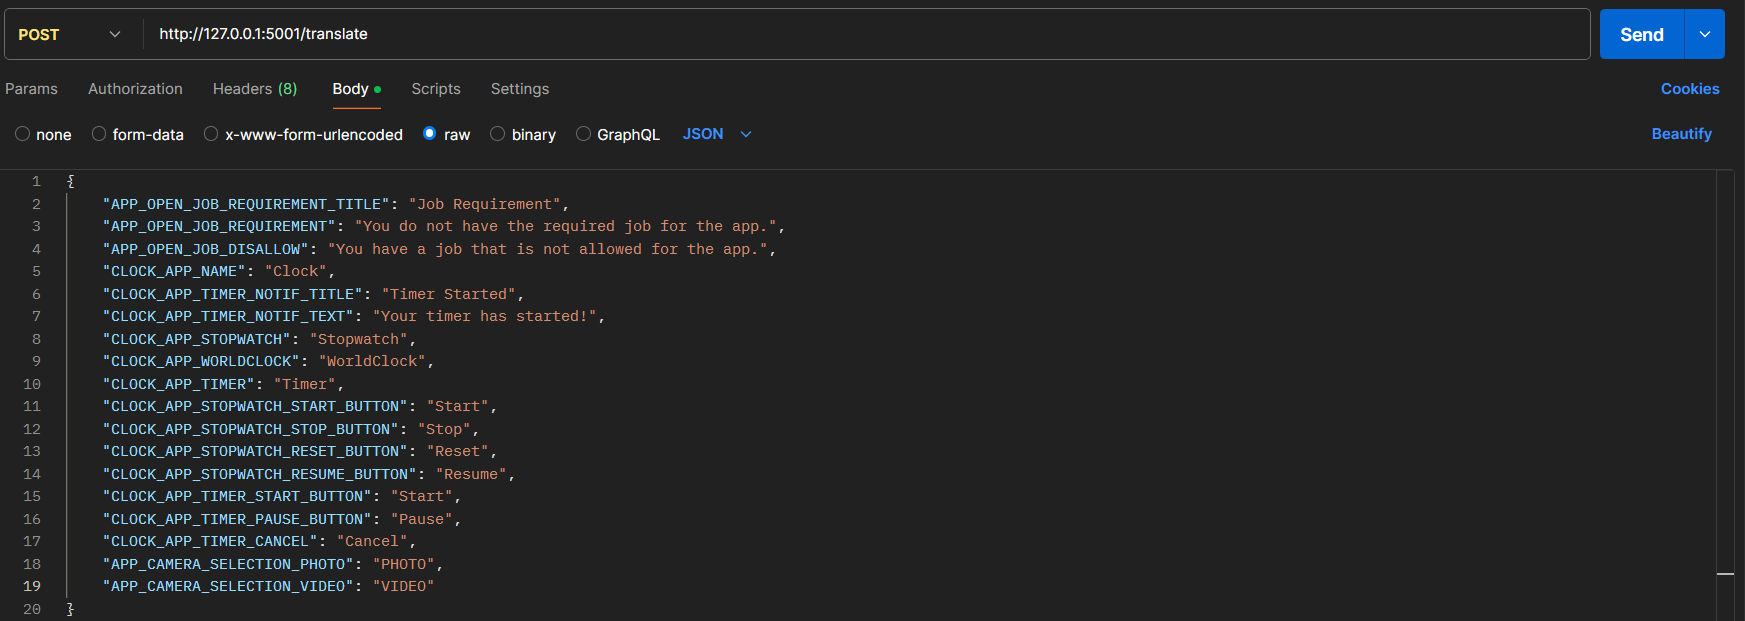 POST http://127.0.0.1:5001/translate Send
Params Authorization Headers (8) Body Scripts Settings Cookies
none form-data x-www-form-urlencoded raw binary GraphQL JSON Beautify
1 {
2 "APP_OPEN_JOB_REQUIREMENT_TITLE": "Job Requirement",
3 "APP_OPEN_JOB_REQUIREMENT": "You do not have the required job for the app.",
4 "APP_OPEN_JOB_DISALLOW": "You have a job that is not allowed for the app.",
5 "CLOCK_APP_NAME": "Clock",
6 "CLOCK_APP_TIMER_NOTIF_TITLE": "Timer Started",
7 "CLOCK_APP_TIMER_NOTIF_TEXT": "Your timer has started!",
8 "CLOCK_APP_STOPWATCH": "Stopwatch",
9 "CLOCK_APP_WORLDCLOCK": "WorldClock",
10 "CLOCK_APP_TIMER": "Timer",
11 "CLOCK_APP_STOPWATCH_START_BUTTON": "Start",
12 "CLOCK_APP_STOPWATCH_STOP_BUTTON": "Stop",
13 "CLOCK_APP_STOPWATCH_RESET_BUTTON": "Reset",
14 "CLOCK_APP_STOPWATCH_RESUME_BUTTON": "Resume",
15 "CLOCK_APP_TIMER_START_BUTTON": "Start",
16 "CLOCK_APP_TIMER_PAUSE_BUTTON": "Pause",
17 "CLOCK_APP_TIMER_CANCEL": "Cancel",
18 "APP_CAMERA_SELECTION_PHOTO": "PHOTO",
19 "APP_CAMERA_SELECTION_VIDEO": "VIDEO"
20 }